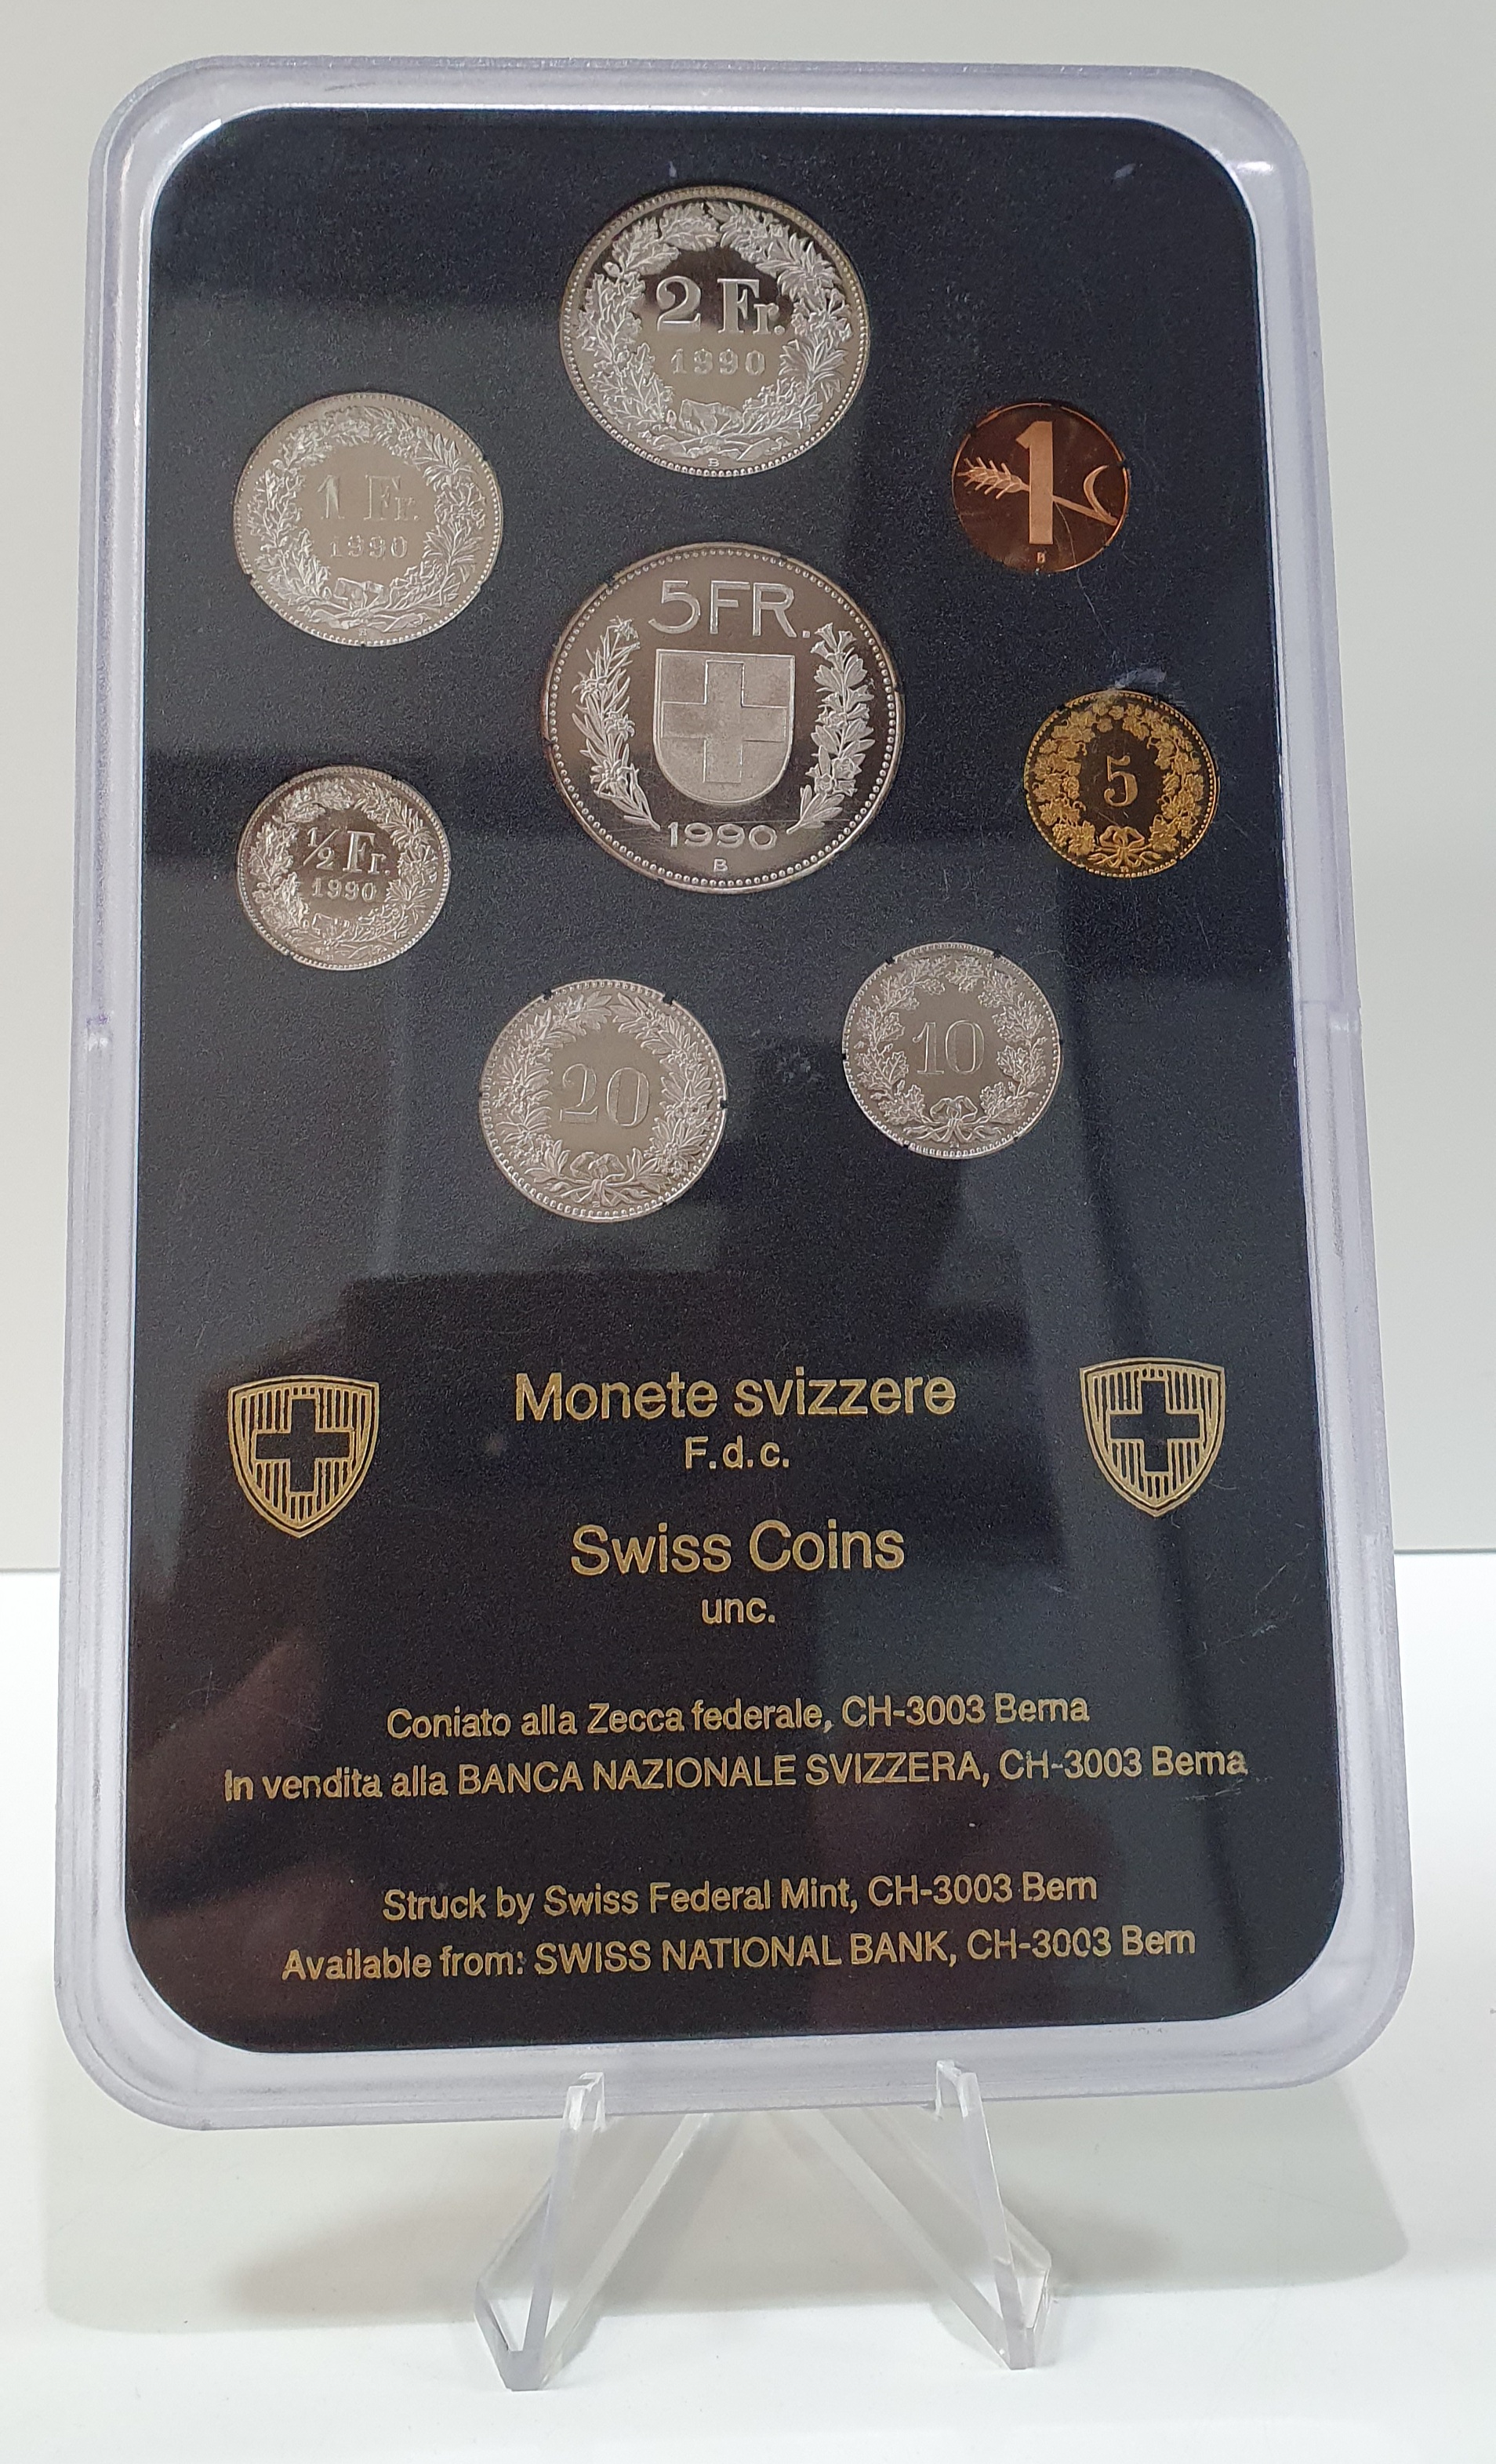 2 Fr.
1990
B
1 Fr.
1990
1
B
5 FR.
1990
B
5
½ Fr.
1990
20
10
Monete svizzere
F.d.c.
Swiss Coins
unc.
Coniato alla Zecca federale, CH-3003 Berna
In vendita alla BANCA NAZIONALE SVIZZERA, CH-3003 Berna
Struck by Swiss Federal Mint, CH-3003 Bern
Available from: SWISS NATIONAL BANK, CH-3003 Bern